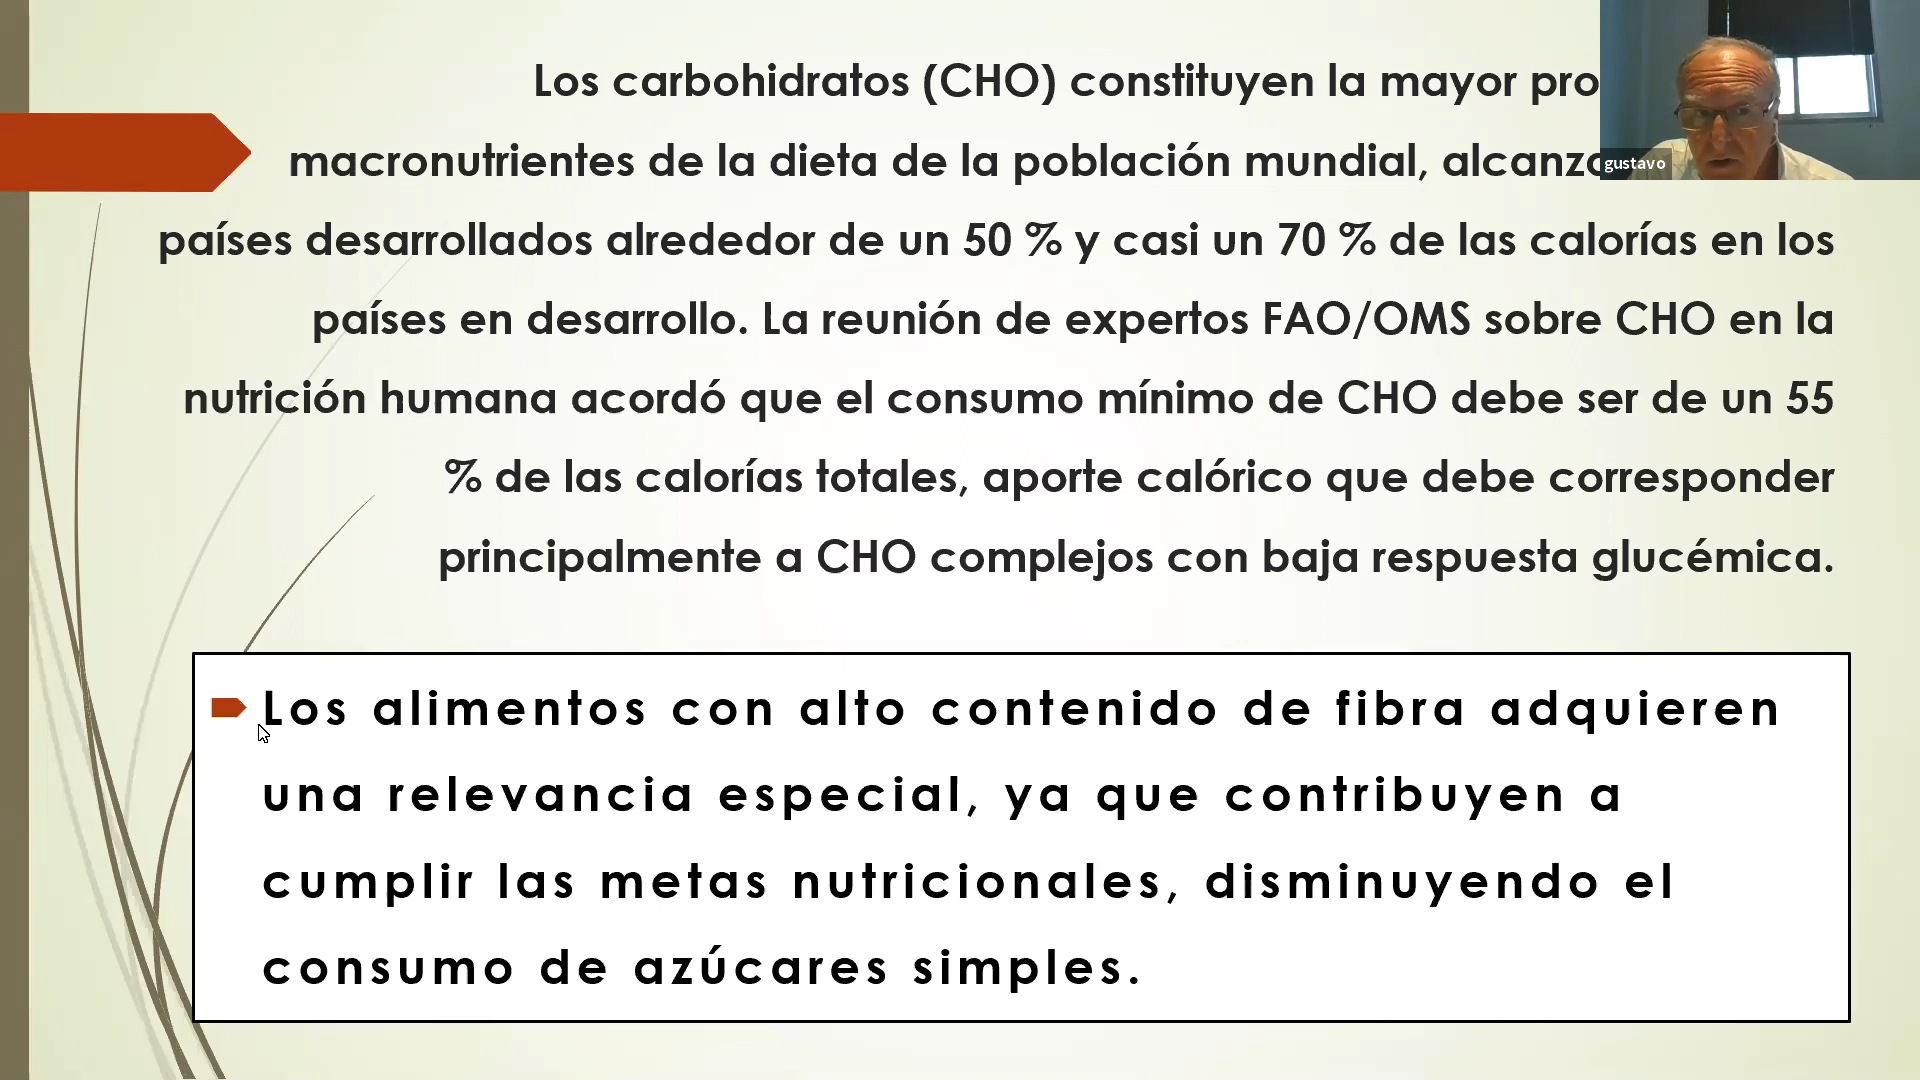 Los carbohidratos (CHO) constituyen la mayor
macronutrientes de la dieta de la población mundial,
países desarrollados alrededor de un 50 % y casi un 70 % de las calorías en los
países en desarrollo. La reunión de expertos FAO/OMS sobre CHO en la
nutrición humana acordó que el consumo mínimo de CHO debe ser de un 55
% de las calorías totales, aporte calórico que debe corresponder
principalmente a CHO complejos con baja respuesta glucémica.
gustavo
Los alimentos con alto contenido de fibra adquieren
una relevancia especial, ya que contribuyen a
cumplir las metas nutricionales, disminuyendo el
consumo de azúcares simples.